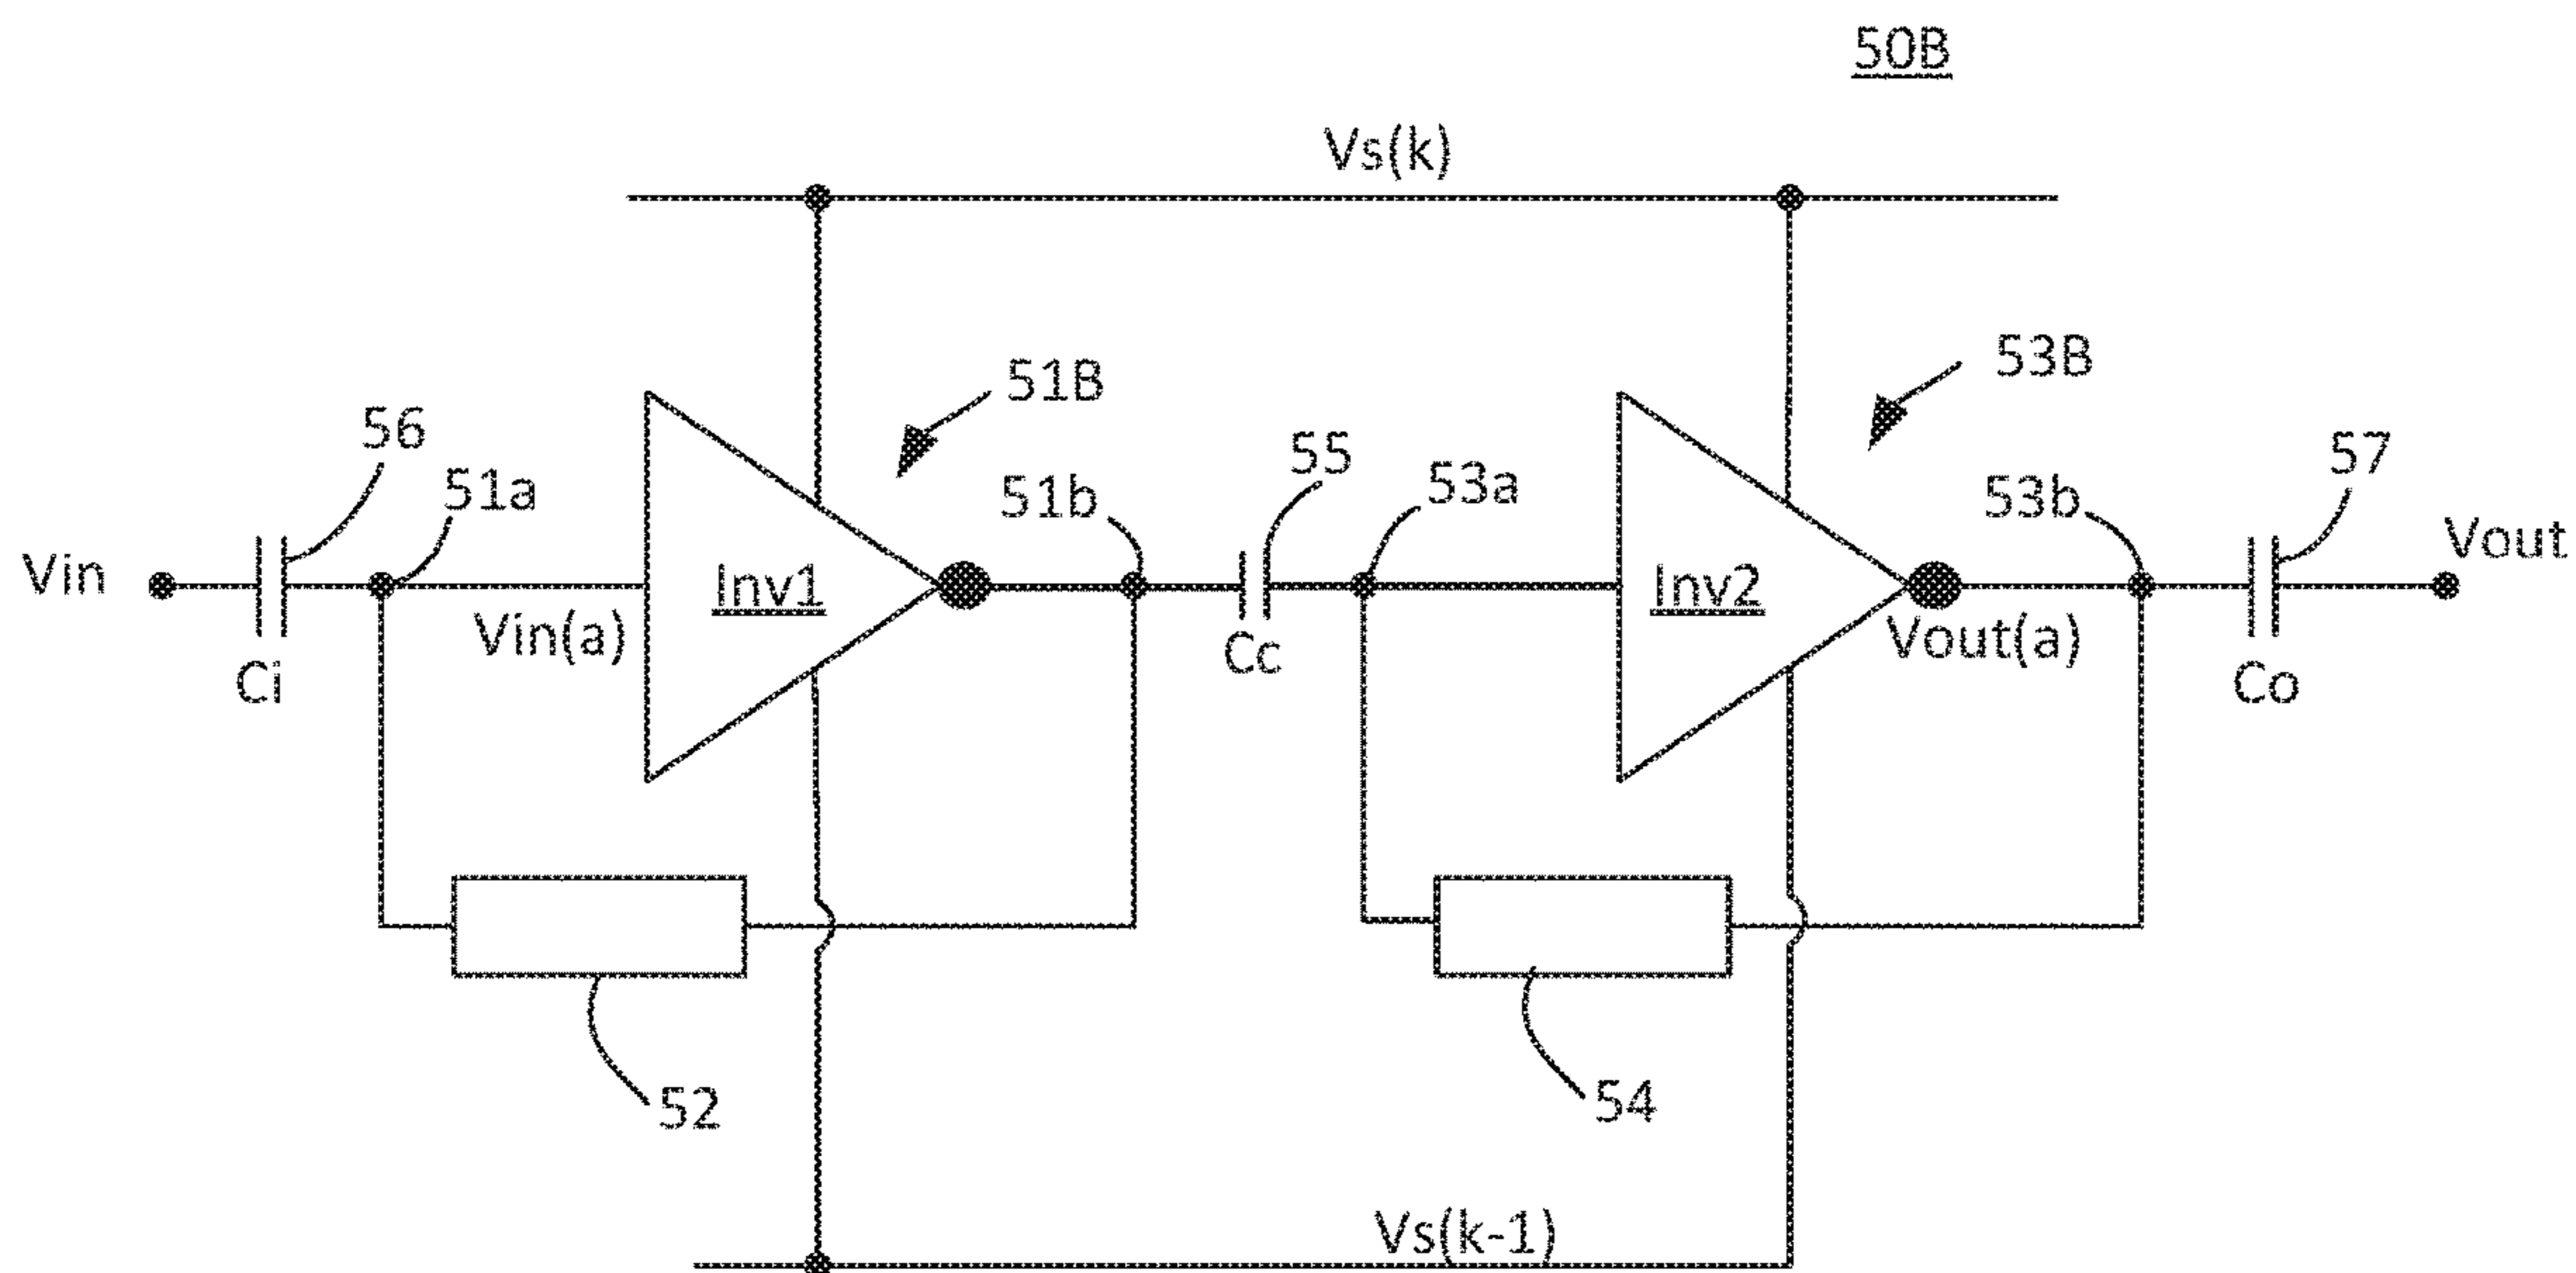 50B
Vs(k)
51B
53B
56
51a
51b
55
53a
53b
57
Vin
Vin(a)
Inv1
Inv2
Vout(a)
Vout
Ci
Cc
Co
52
54
Vs(k-1)